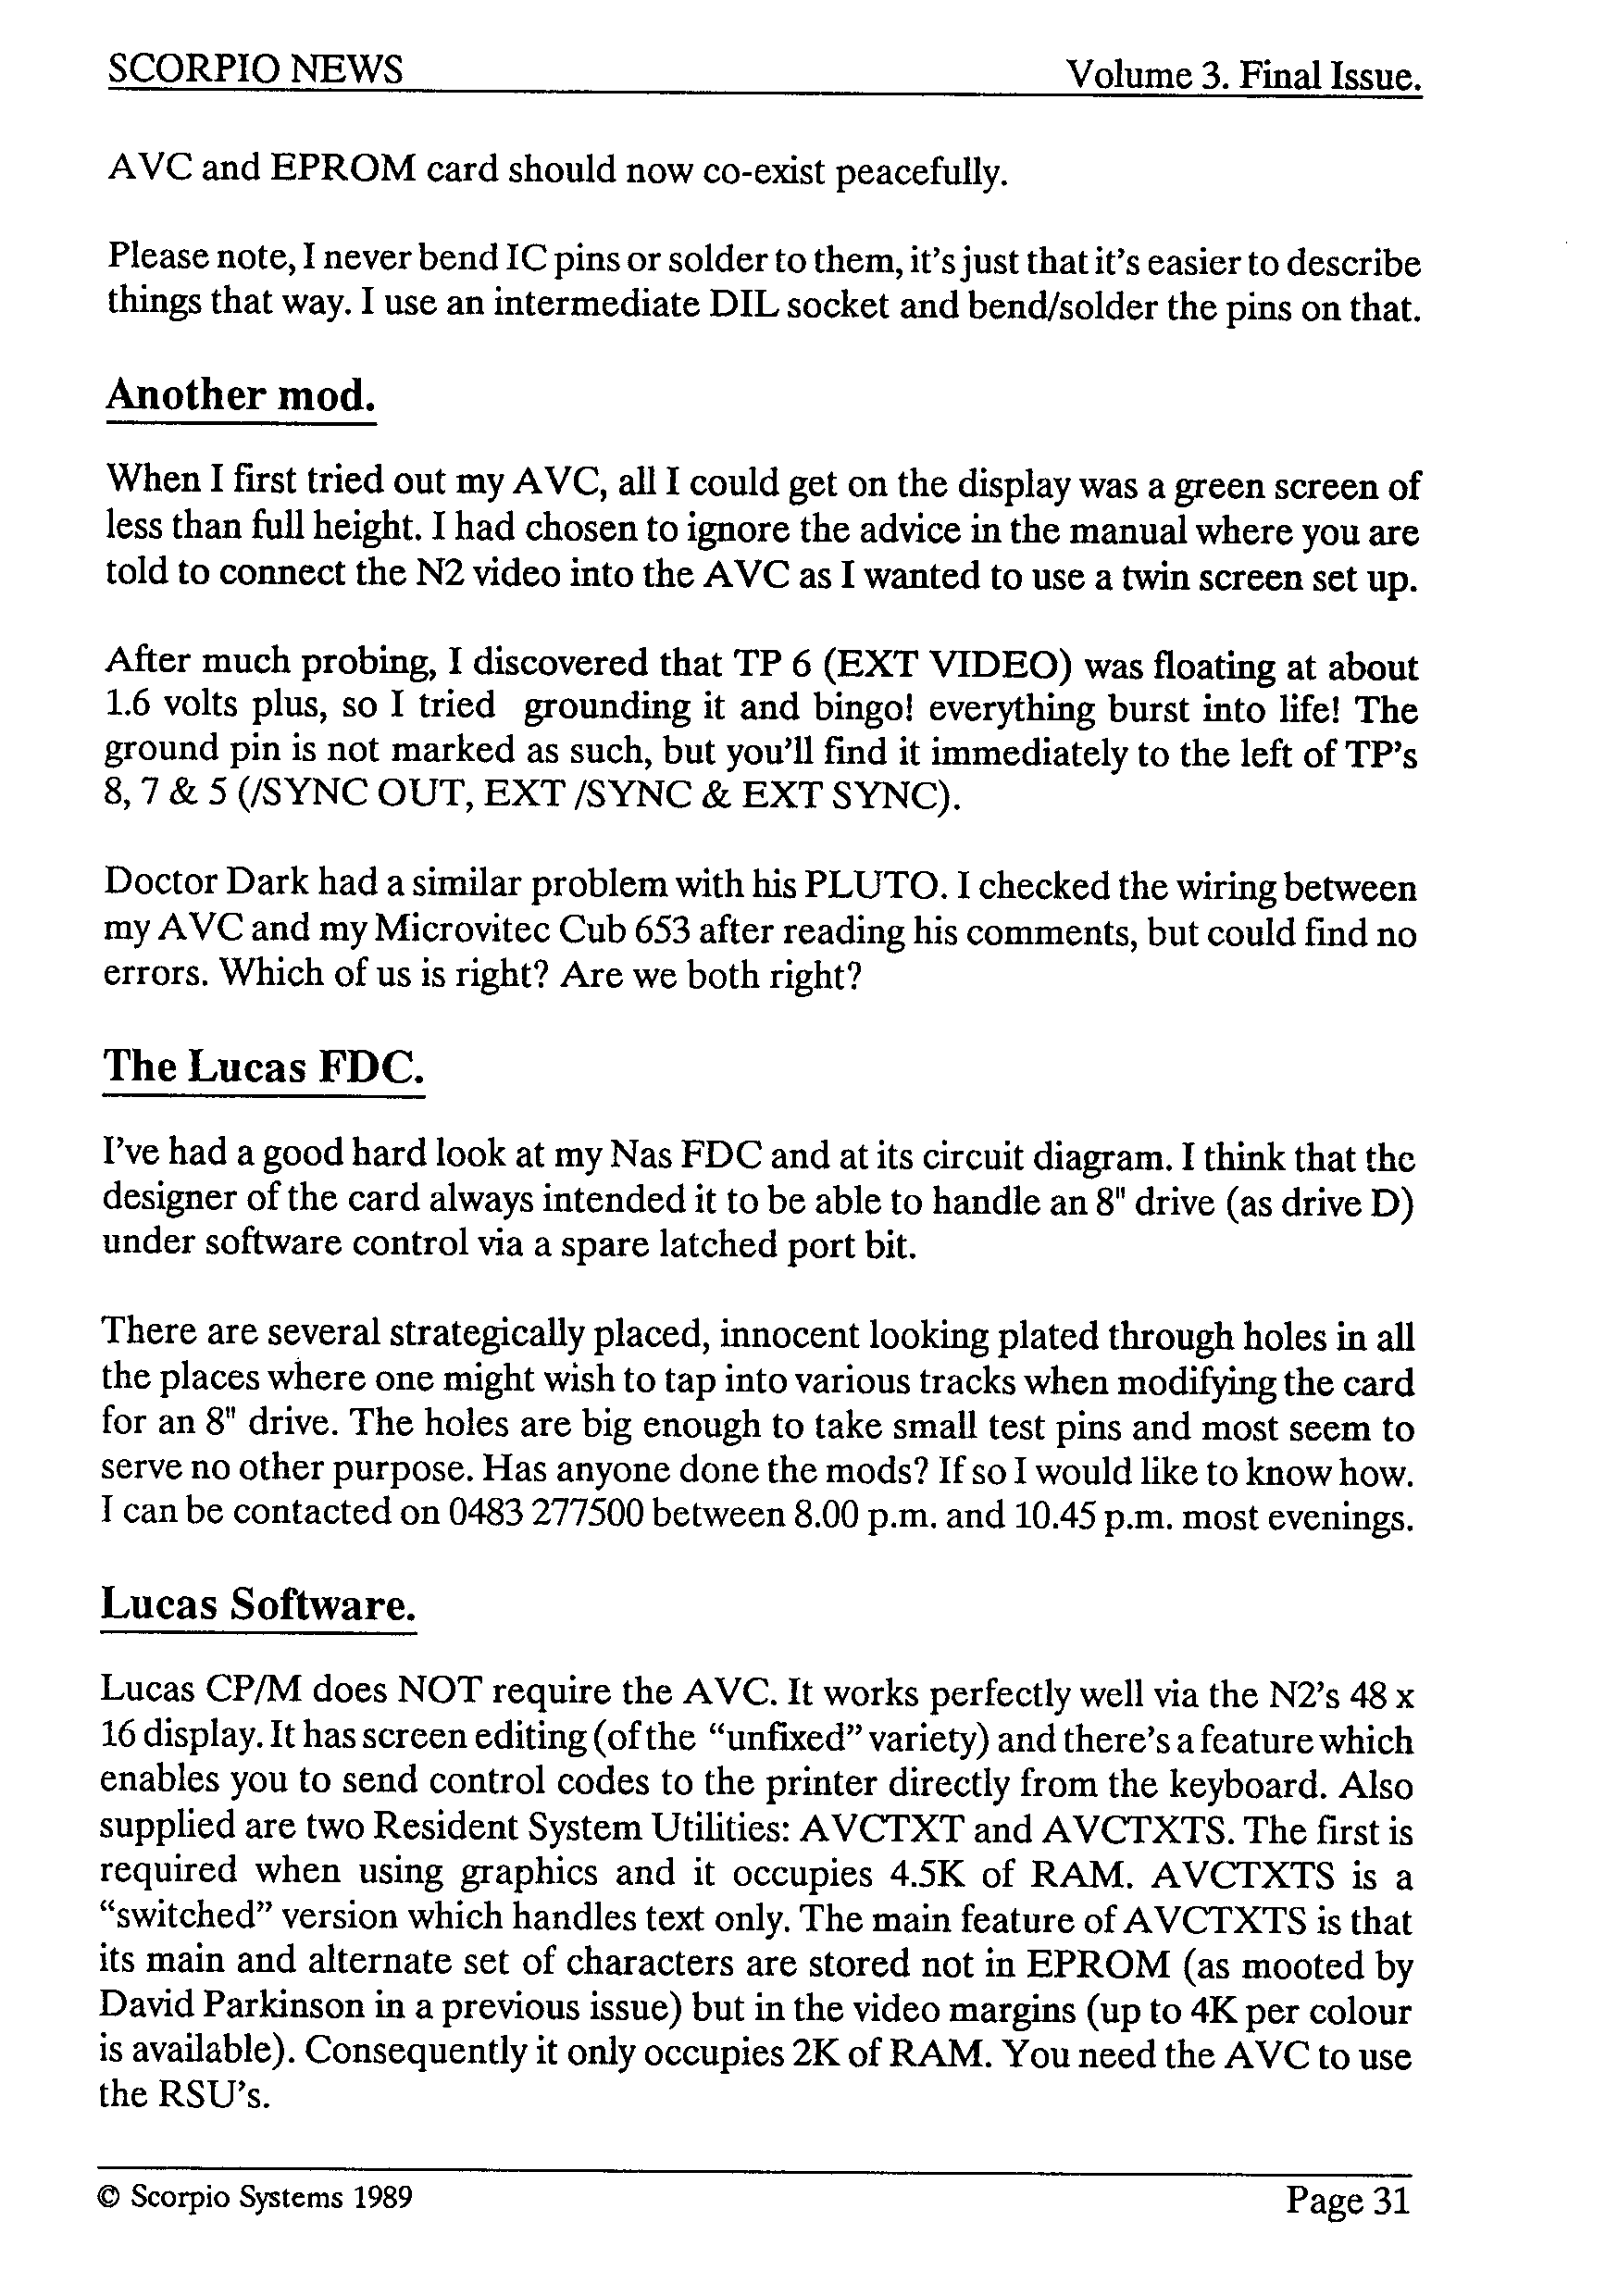 SCORPIO NEWS Volume 3. Final Issue.
AVC and EPROM card should now co-exist peacefully.
Please note, I never bend IC pins or solder to them, it's just that it's easier to describe
things that way. I use an intermediate DIL socket and bend/solder the pins on that.
Another mod.
When I first tried out my AVC, all I could get on the display was a green screen of
less than full height. I had chosen to ignore the advice in the manual where you are
told to connect the N2 video into the AVC as I wanted to use a twin screen set up.
After much probing, I discovered that TP 6 (EXT VIDEO) was floating at about
1.6 volts plus, so I tried grounding it and bingo! everything burst into life! The
ground pin is not marked as such, but you'll find it immediately to the left of TP's
8, 7 & 5 (/SYNC OUT, EXT /SYNC & EXT SYNC).
Doctor Dark had a similar problem with his PLUTO. I checked the wiring between
my AVC and my Microvitec Cub 653 after reading his comments, but could find no
errors. Which of us is right? Are we both right?
The Lucas FDC.
I've had a good hard look at my Nas FDC and at its circuit diagram. I think that the
designer of the card always intended it to be able to handle an 8" drive (as drive D)
under software control via a spare latched port bit.
There are several strategically placed, innocent looking plated through holes in all
the places where one might wish to tap into various tracks when modifying the card
for an 8" drive. The holes are big enough to take small test pins and most seem to
serve no other purpose. Has anyone done the mods? If so I would like to know how.
I can be contacted on 0483 277500 between 8.00 p.m. and 10.45 p.m. most evenings.
Lucas Software.
Lucas CP/M does NOT require the AVC. It works perfectly well via the N2's 48 x
16 display. It has screen editing (of the "unfixed" variety) and there's a feature which
enables you to send control codes to the printer directly from the keyboard. Also
supplied are two Resident System Utilities: AVCTXT and AVCTXTS. The first is
required when using graphics and it occupies 4.5K of RAM. AVCTXTS is a
"switched" version which handles text only. The main feature of AVCTXTS is that
its main and alternate set of characters are stored not in EPROM (as mooted by
David Parkinson in a previous issue) but in the video margins (up to 4K per colour
is available). Consequently it only occupies 2K of RAM. You need the AVC to use
the RSU's.
© Scorpio Systems 1989 Page 31